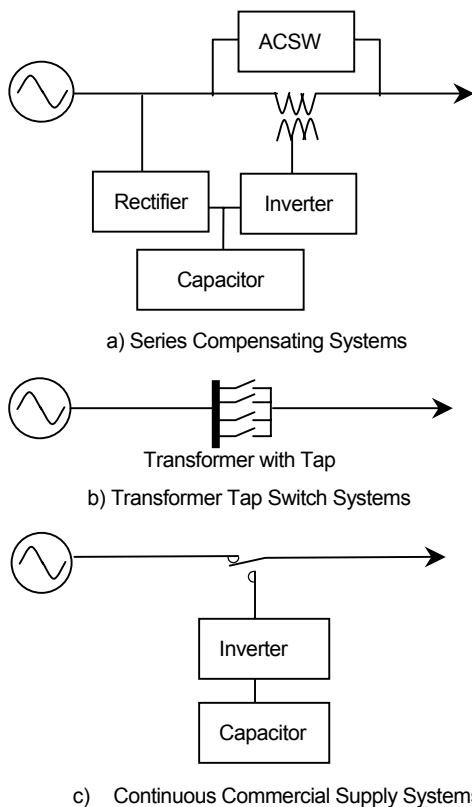 ACSW
Rectifier
Inverter
Capacitor
a) Series Compensating Systems
Transformer with Tap
b) Transformer Tap Switch Systems
Inverter
Capacitor
c) Continuous Commercial Supply System